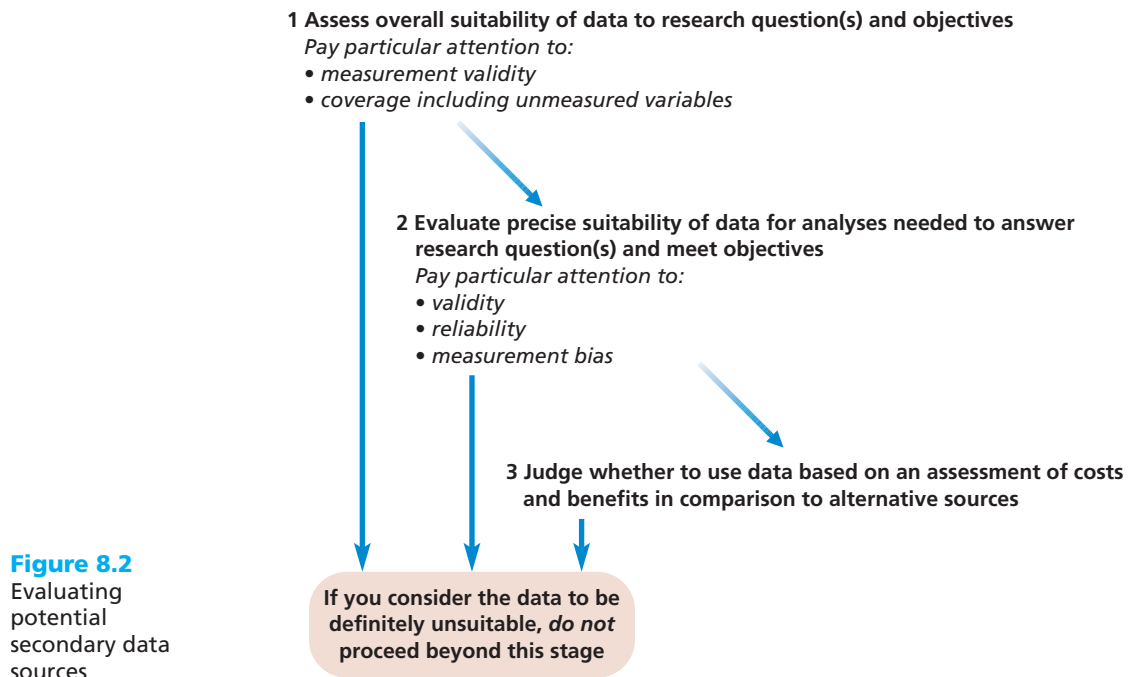 1 Assess overall suitability of data to research question(s) and objectives
Pay particular attention to:
• measurement validity
• coverage including unmeasured variables
2 Evaluate precise suitability of data for analyses needed to answer
research question(s) and meet objectives
Pay particular attention to:
• validity
• reliability
• measurement bias
3 Judge whether to use data based on an assessment of costs
and benefits in comparison to alternative sources
If you consider the data to be
definitely unsuitable, do not
proceed beyond this stage
Figure 8.2
Evaluating
potential
secondary data
sources